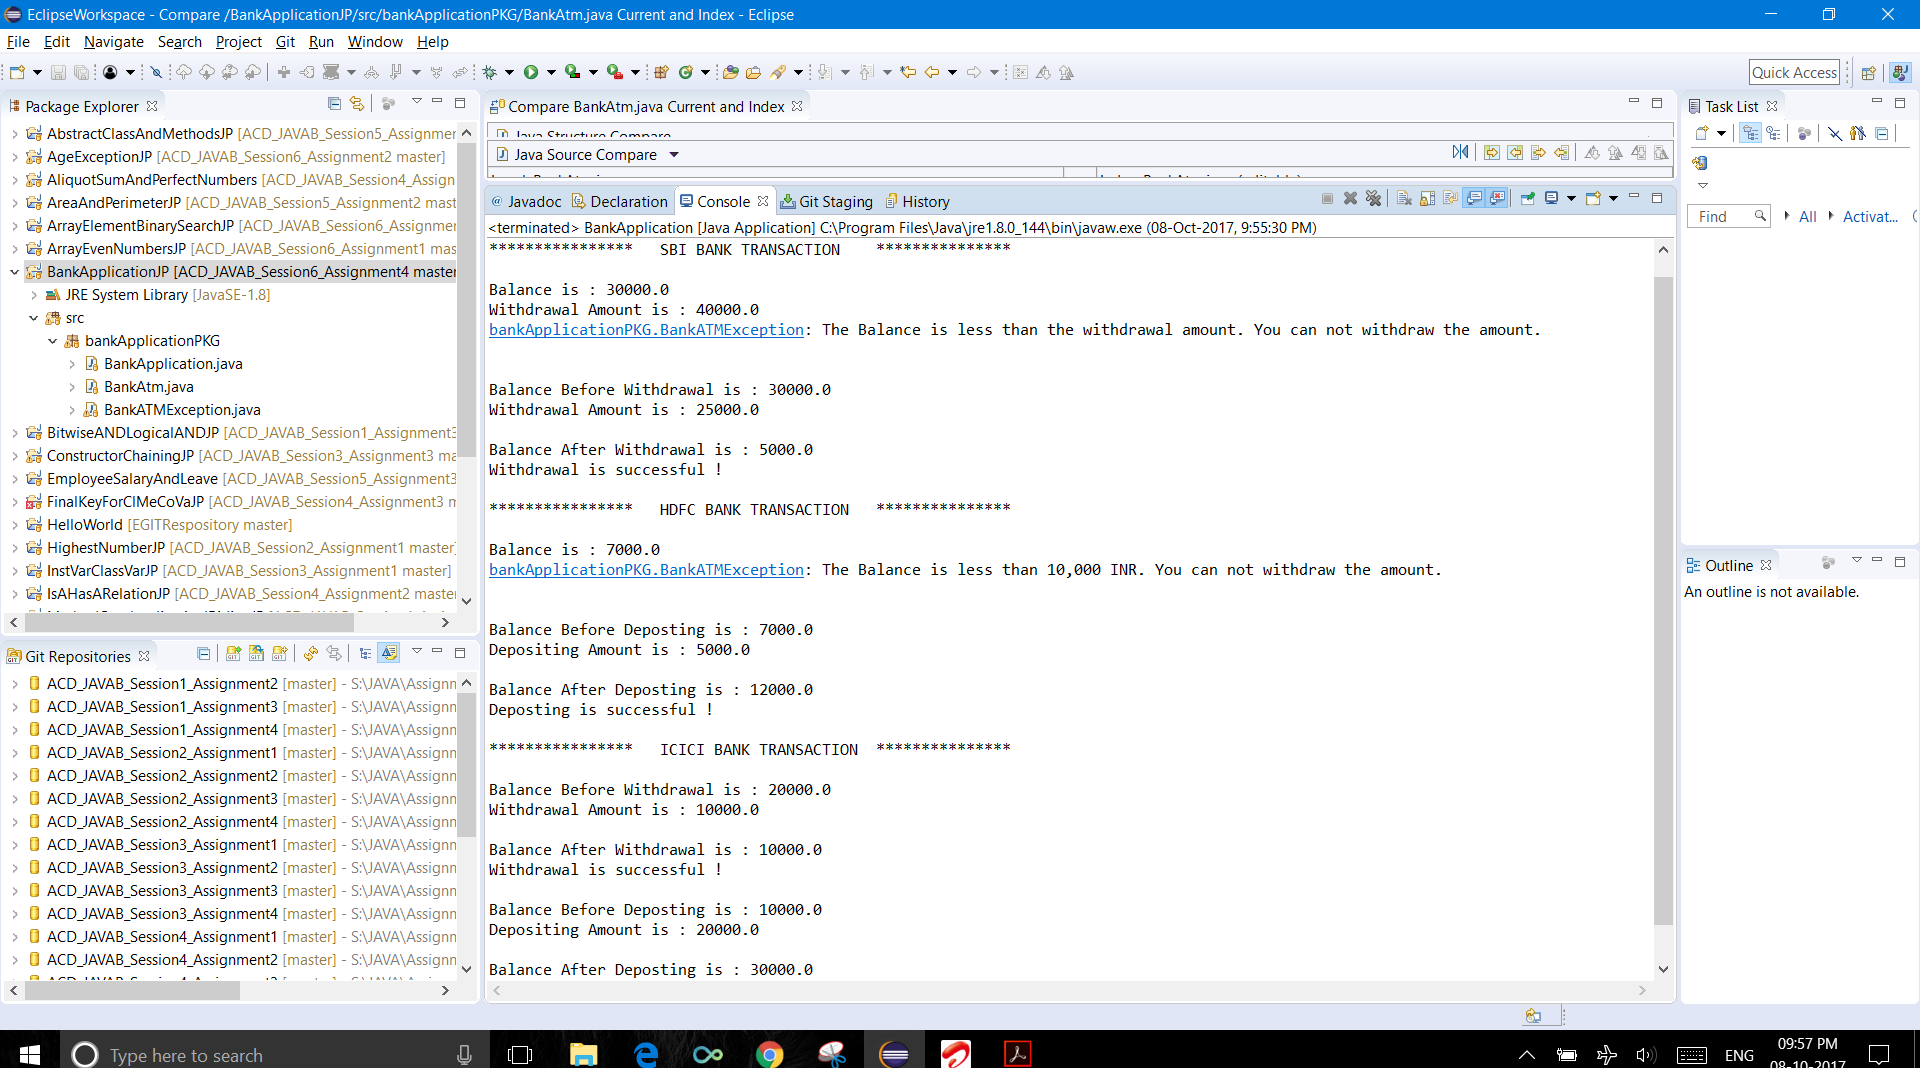 EclipseWorkspace - Compare /BankApplicationJP/src/bankApplicationPKG/BankAtm.java Current and Index - Eclipse
File Edit Navigate Search Project Git Run Window Help
Quick Access
Package Explorer
AbstractClassAndMethodsJP [ACD_JAVAB_Session5_Assignmer
AgeExceptionJP [ACD_JAVAB_Session6_Assignment2 master]
AliquotSumAndPerfectNumbers [ACD_JAVAB_Session4_Assign
AreaAndPerimeterJP [ACD_JAVAB_Session5_Assignment2 mast
ArrayElementBinarySearchJP [ACD_JAVAB_Session6_Assignmer
ArrayEvenNumbersJP [ACD_JAVAB_Session6_Assignment1 mas
BankApplicationJP [ACD_JAVAB_Session6_Assignment4 master
JRE System Library [JavaSE-1.8]
src
bankApplicationPKG
BankApplication.java
BankAtm.java
BankATMException.java
BitwiseANDLogicalANDJP [ACD_JAVAB_Session1_Assignment3
ConstructorChainingJP [ACD_JAVAB_Session3_Assignment3 ma
EmployeeSalaryAndLeave [ACD_JAVAB_Session5_Assignment3
FinalKeyForClMeCoVaJP [ACD_JAVAB_Session4_Assignment3 m
HelloWorld [EGITRespository master]
HighestNumberJP [ACD_JAVAB_Session2_Assignment1 master]
InstVarClassVarJP [ACD_JAVAB_Session3_Assignment1 master]
IsAHasARelationJP [ACD_JAVAB_Session4_Assignment2 maste
Git Repositories
ACD_JAVAB_Session1_Assignment2 [master] - S:\JAVA\Assignn
ACD_JAVAB_Session1_Assignment3 [master] - S:\JAVA\Assignn
ACD_JAVAB_Session1_Assignment4 [master] - S:\JAVA\Assignn
ACD_JAVAB_Session2_Assignment1 [master] - S:\JAVA\Assignn
ACD_JAVAB_Session2_Assignment2 [master] - S:\JAVA\Assignn
ACD_JAVAB_Session2_Assignment3 [master] - S:\JAVA\Assignn
ACD_JAVAB_Session2_Assignment4 [master] - S:\JAVA\Assignn
ACD_JAVAB_Session3_Assignment1 [master] - S:\JAVA\Assignn
ACD_JAVAB_Session3_Assignment2 [master] - S:\JAVA\Assignn
ACD_JAVAB_Session3_Assignment3 [master] - S:\JAVA\Assignn
ACD_JAVAB_Session3_Assignment4 [master] - S:\JAVA\Assignn
ACD_JAVAB_Session4_Assignment1 [master] - S:\JAVA\Assignn
ACD_JAVAB_Session4_Assignment2 [master] - S:\JAVA\Assignn
Compare BankAtm.java Current and Index
Java Structure Compare
Java Source Compare
Javadoc Declaration Console Git Staging History
<terminated> BankApplication [Java Application] C:\Program Files\Java\jre1.8.0_144\bin\javaw.exe (08-Oct-2017, 9:55:30 PM)
**************** SBI BANK TRANSACTION ***************
Balance is : 30000.0
Withdrawal Amount is : 40000.0
bankApplicationPKG.BankATMException: The Balance is less than the withdrawal amount. You can not withdraw the amount.
Balance Before Withdrawal is : 30000.0
Withdrawal Amount is : 25000.0
Balance After Withdrawal is : 5000.0
Withdrawal is successful !
**************** HDFC BANK TRANSACTION ***************
Balance is : 7000.0
bankApplicationPKG.BankATMException: The Balance is less than 10,000 INR. You can not withdraw the amount.
Balance Before Deposting is : 7000.0
Depositing Amount is : 5000.0
Balance After Deposting is : 12000.0
Deposting is successful !
**************** ICICI BANK TRANSACTION ***************
Balance Before Withdrawal is : 20000.0
Withdrawal Amount is : 10000.0
Balance After Withdrawal is : 10000.0
Withdrawal is successful !
Balance Before Deposting is : 10000.0
Depositing Amount is : 20000.0
Balance After Deposting is : 30000.0
Task List
Find All Activat...
Outline
An outline is not available.
Type here to search
ENG
09:57 PM
08-10-2017